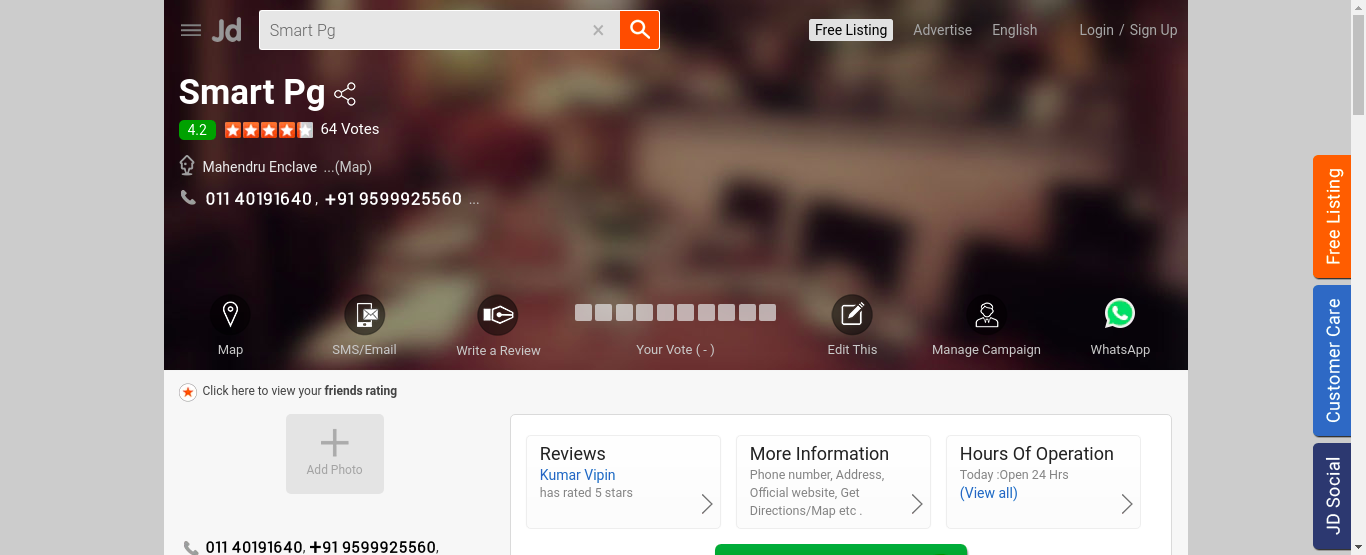 Jd
Smart Pg ×
Free Listing Advertise English Login / Sign Up
Smart Pg
4.2 64 Votes
Mahendru Enclave ...(Map)
011 40191640 , +91 9599925560 ...
Map SMS/Email Write a Review Your Vote ( - ) Edit This Manage Campaign WhatsApp
Click here to view your friends rating
Add Photo
Reviews
Kumar Vipin
has rated 5 stars
More Information
Phone number, Address,
Official website, Get
Directions/Map etc .
Hours Of Operation
Today :Open 24 Hrs
(View all)
011 40191640, +91 9599925560,
Free Listing
Customer Care
JD Social